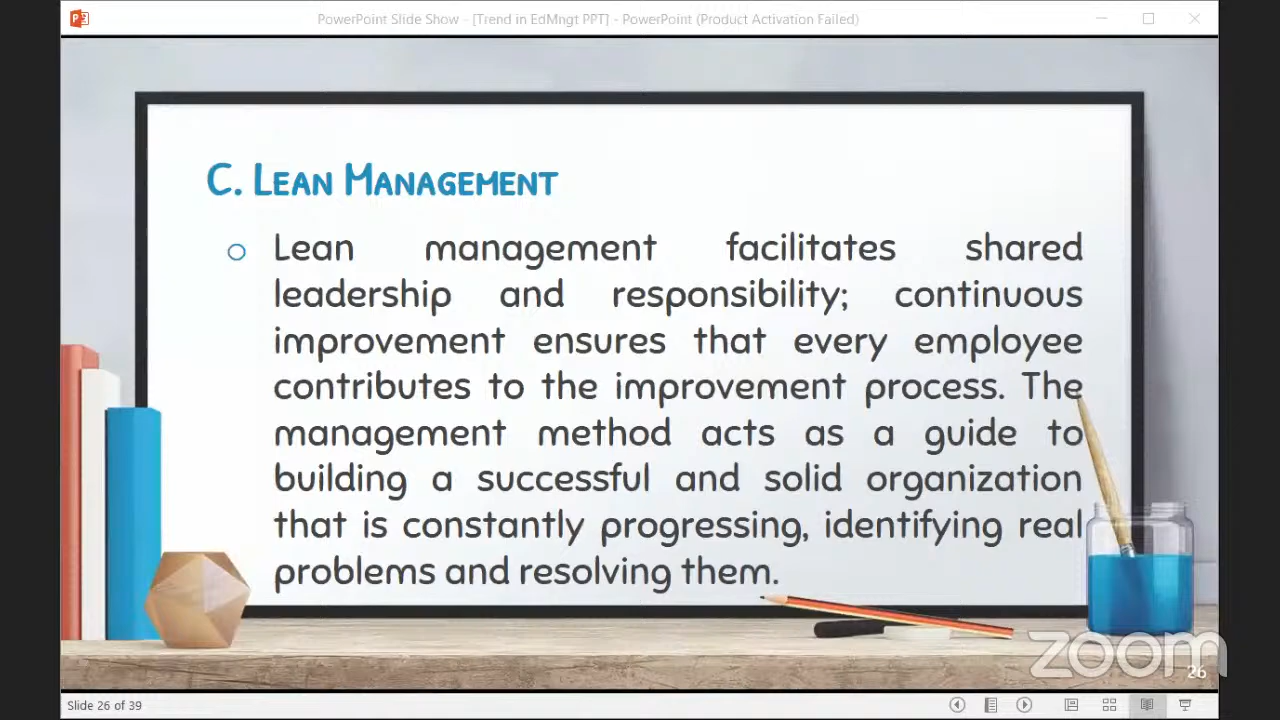 PowerPoint Slide Show - [Trend in EdMngt PPT] - PowerPoint (Product Activation Failed)
C. LEAN MANAGEMENT
Lean management facilitates shared
leadership and responsibility; continuous
improvement ensures that every employee
contributes to the improvement process. The
management method acts as a guide to
building a successful and solid organization
that is constantly progressing, identifying real
problems and resolving them.
zoom
26
Slide 26 of 39